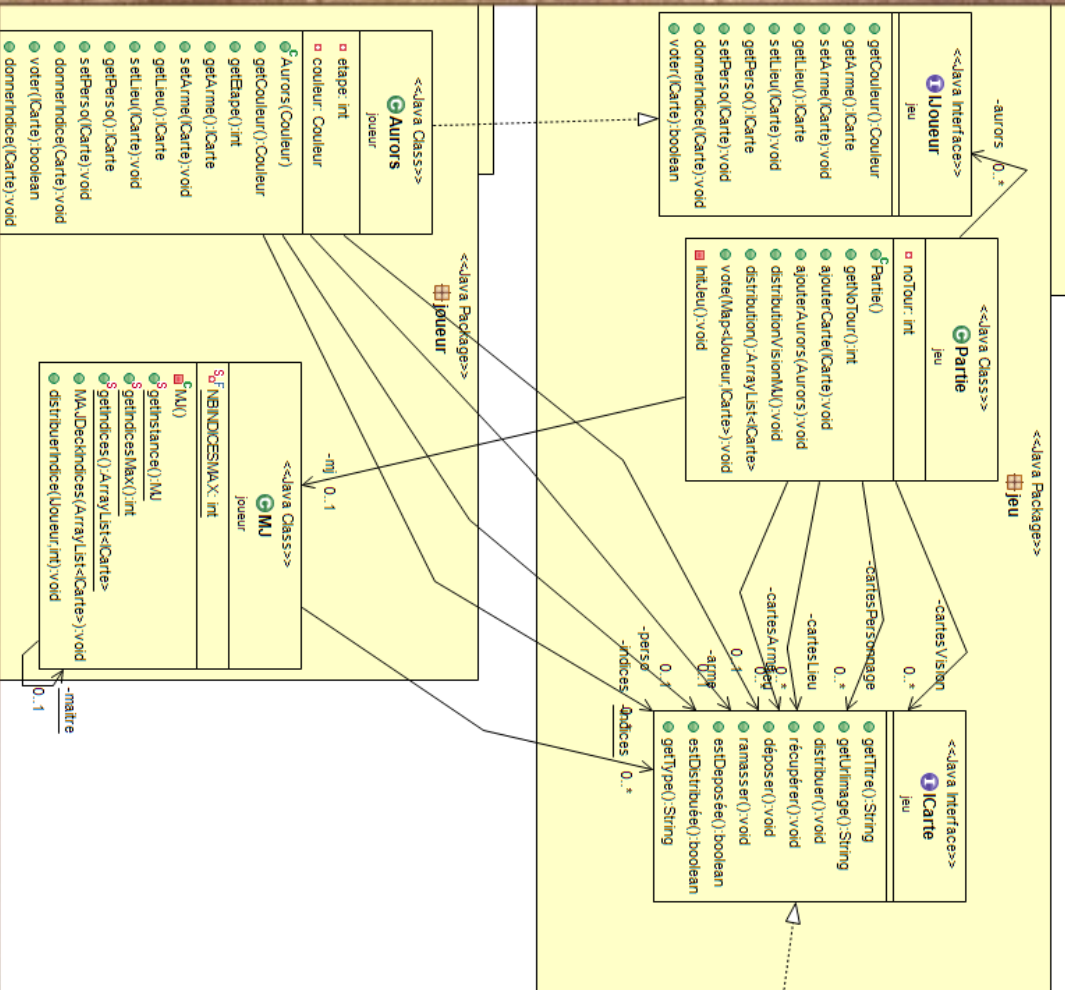 <<Java Package>>
jeu
<<Java Interface>>
IJoueur
jeu
getCouleur():Couleur
getArme():ICarte
setArme(ICarte):void
getLieu():ICarte
setLieu(ICarte):void
getPerso():ICarte
setPerso(ICarte):void
donnerIndice(ICarte):void
voter(ICarte):boolean
-aurors
0..*
<<Java Class>>
Partie
jeu
noTour: int
Partie()
getNoTour():int
ajouterCarte(ICarte):void
ajouterAurors(Aurors):void
distributionVisionMJ():void
distribution():ArrayList<ICarte>
vote(Map<IJoueur,ICarte>):void
InitJeu():void
-cartesVision
0..*
-cartesPersonnage
0..*
-cartesLieu
-cartesArme
0..*
0..1
-arme
0..1
-perso
0..1
-indices
-indices
0..*
<<Java Interface>>
ICarte
jeu
getTitre():String
getUrlImage():String
distribuer():void
récupérer():void
déposer():void
ramasser():void
estDeposée():boolean
estDistribuée():boolean
getType():String
<<Java Package>>
joueur
<<Java Class>>
Aurors
joueur
etape: int
couleur: Couleur
Aurors(Couleur)
getCouleur():Couleur
getEtape():int
getArme():ICarte
setArme(ICarte):void
getLieu():ICarte
setLieu(ICarte):void
getPerso():ICarte
setPerso(ICarte):void
donnerIndice(Carte):void
voter(ICarte):boolean
donnerIndice(ICarte):void
-mj 0..1
<<Java Class>>
MJ
joueur
NBINDICESMAX: int
MJ()
getInstance():MJ
getIndicesMax():int
getIndices():ArrayList<ICarte>
MAJDeckIndices(ArrayList<ICarte>):void
distribuerIndice(IJoueur,int):void
-maitre
0..1